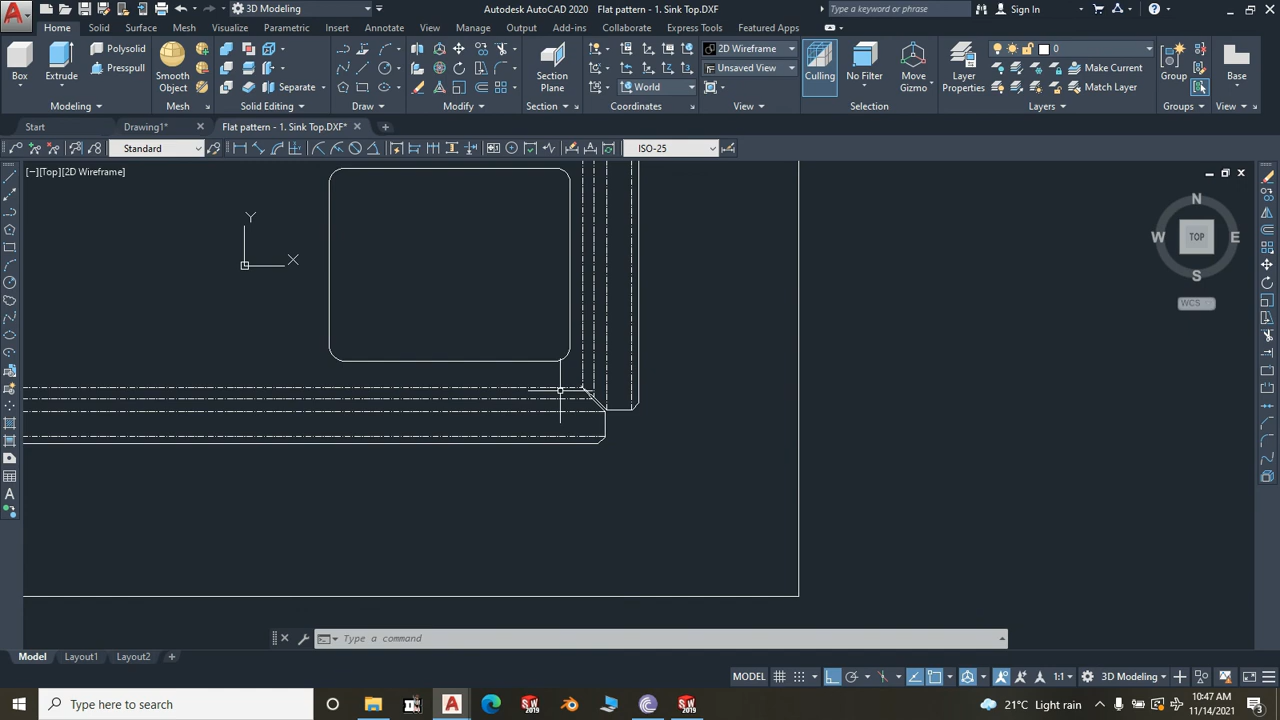 3D Modeling
Autodesk AutoCAD 2020 Flat pattern - 1. Sink Top.DXF
Type a keyword or phrase
Sign In
Home Solid Surface Mesh Visualize Parametric Insert Annotate View Manage Output Add-ins Collaborate Express Tools Featured Apps
Box
Extrude
Polysolid
Presspull
Smooth Object
Separate
Section Plane
World
2D Wireframe
Unsaved View
Culling
No Filter
Move Gizmo
Layer Properties
0
Make Current
Match Layer
Group
Base
Modeling Mesh Solid Editing Draw Modify Section Coordinates View Selection Layers Groups View
Start Drawing1* Flat pattern - 1. Sink Top.DXF*
Standard ISO-25
[−][Top][2D Wireframe]
Y
X
N
W TOP E
S
WCS
Type a command
Model Layout1 Layout2
MODEL 1:1 3D Modeling
Type here to search
SW 2019
SW 2019
21°C Light rain
10:47 AM
11/14/2021